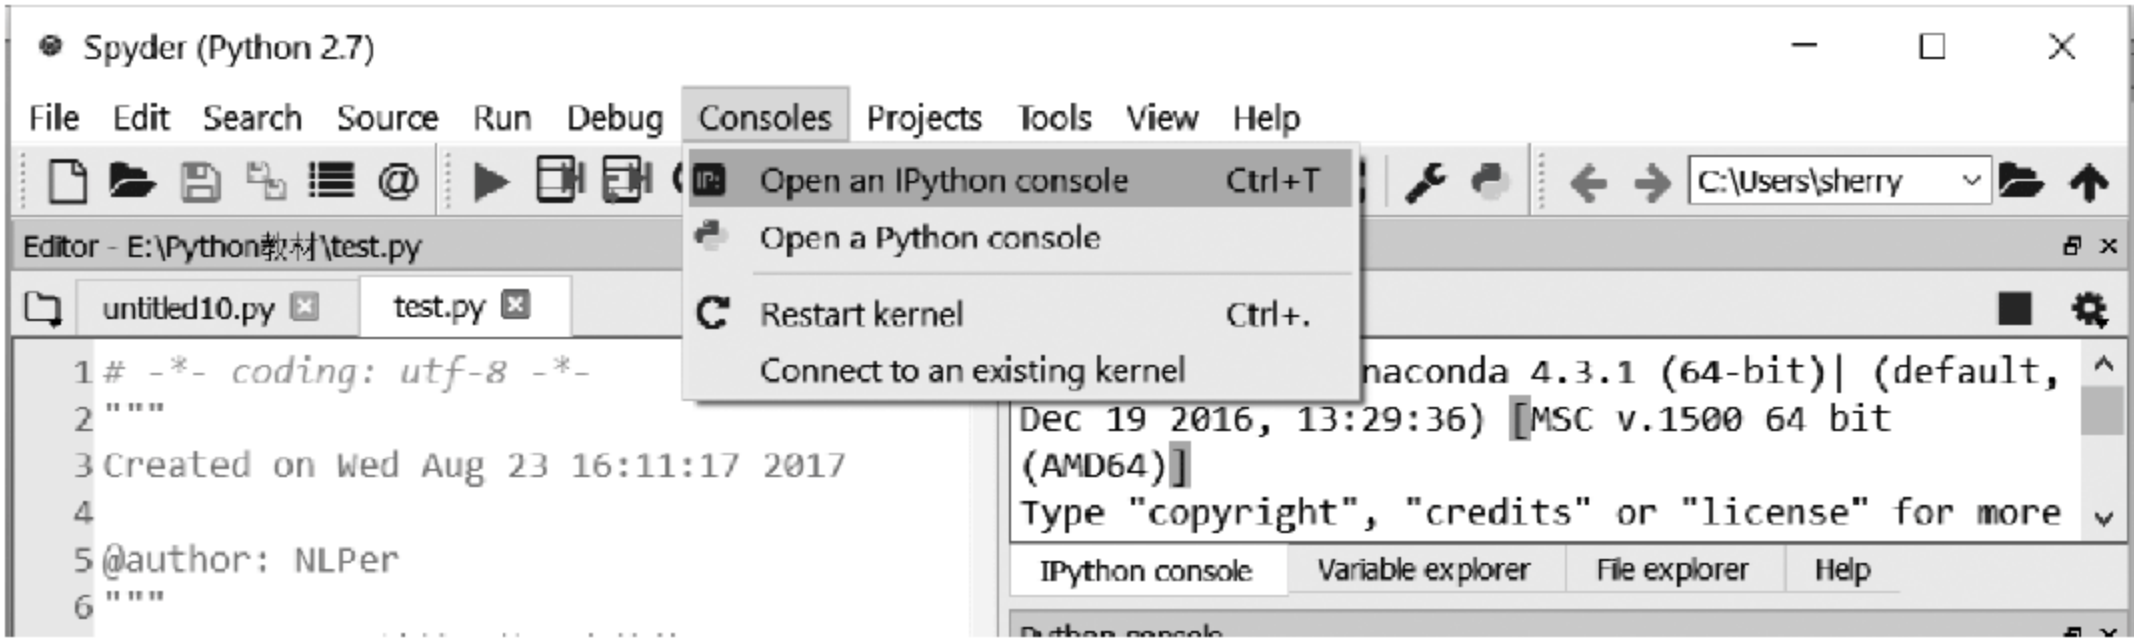 Spyder (Python 2.7)
File Edit Search Source Run Debug Consoles Projects Tools View Help
Open an IPython console Ctrl+T
C:\Users\sherry
Open a Python console
Restart kernel Ctrl+.
Connect to an existing kernel
Editor - E:\Python教材\test.py
untitled10.py test.py
1 # -*- coding: utf-8 -*-
2 """
3 Created on Wed Aug 23 16:11:17 2017
4
5 @author: NLPer
6 """
naconda 4.3.1 (64-bit)| (default,
Dec 19 2016, 13:29:36) [MSC v.1500 64 bit
(AMD64)]
Type "copyright", "credits" or "license" for more
IPython console Variable explorer File explorer Help
Python console